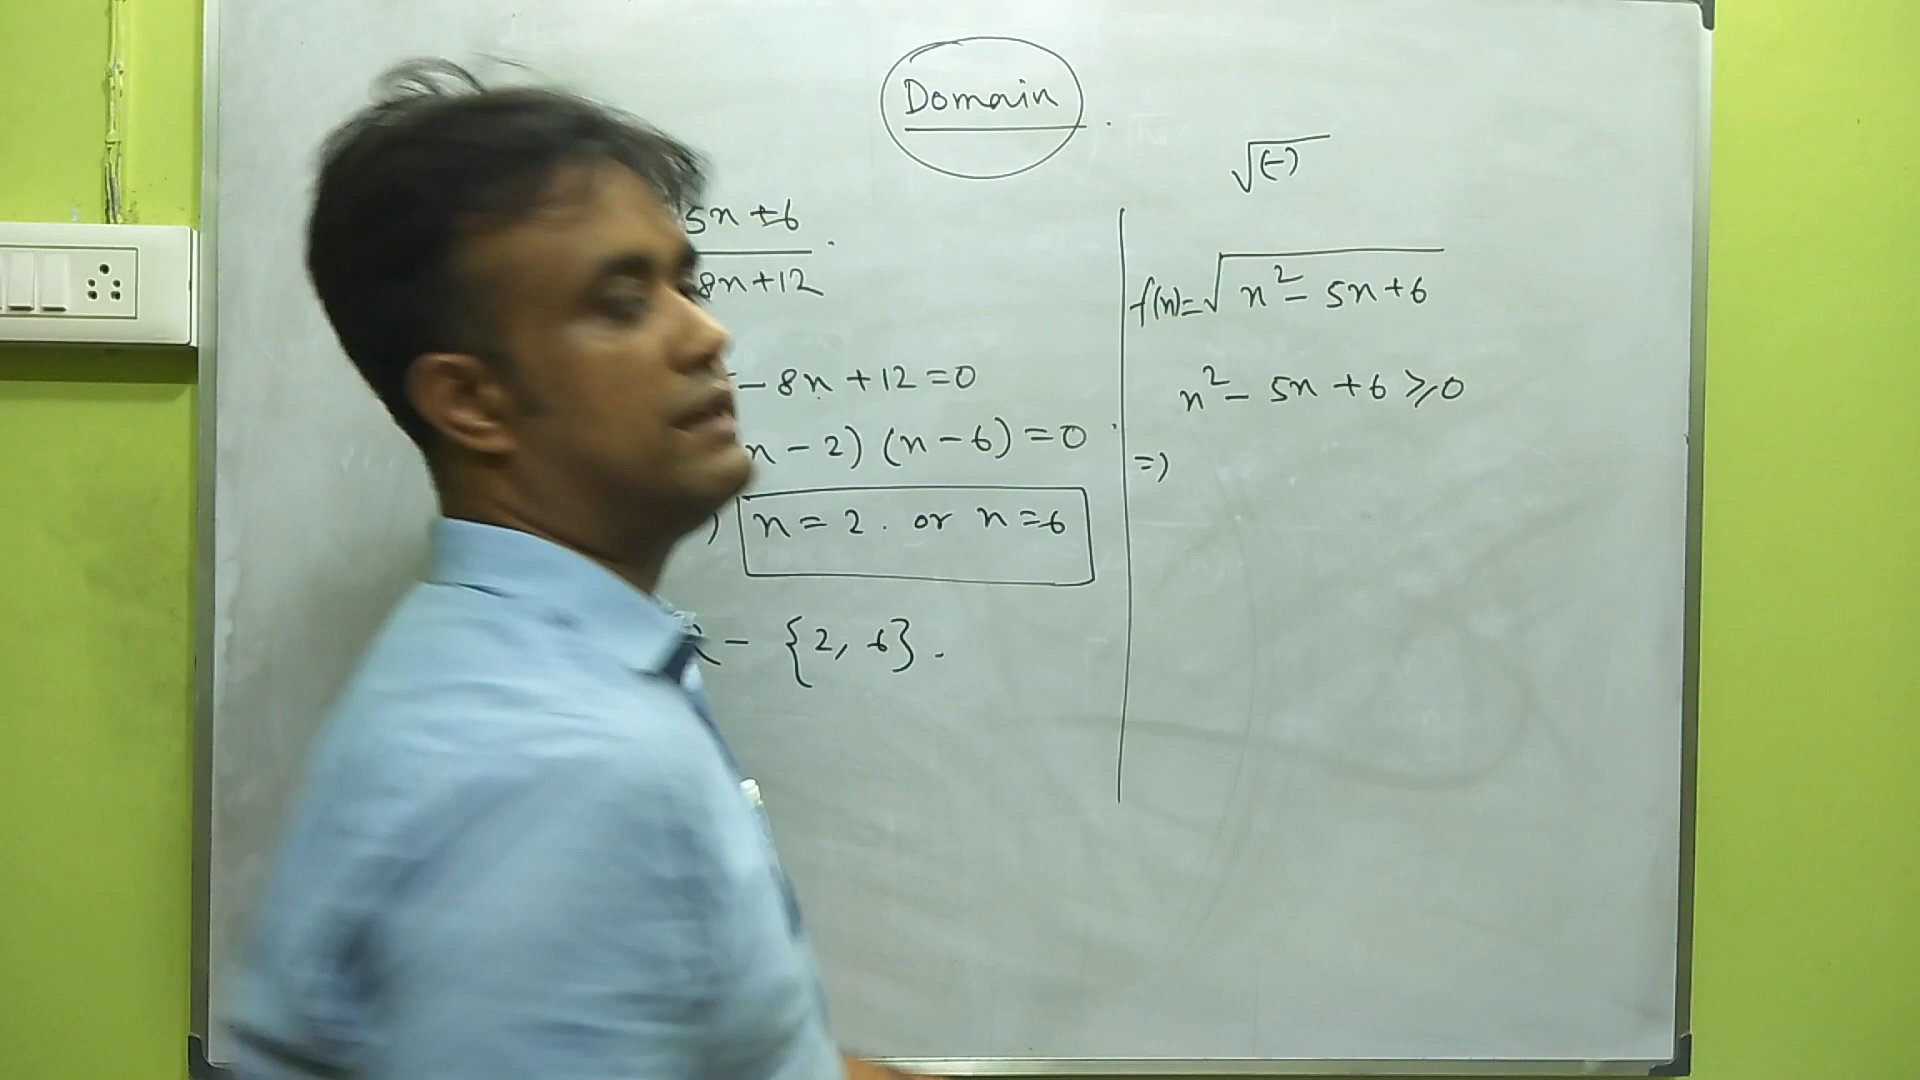 Domain
5x + 6
8x + 12
- 8x + 12 = 0
x - 2) (x - 6) = 0
x = 2 . or x = 6
- {2, 6} .
√(-)
f(x) = √x² - 5x + 6
x² - 5x + 6 ≥ 0
=)